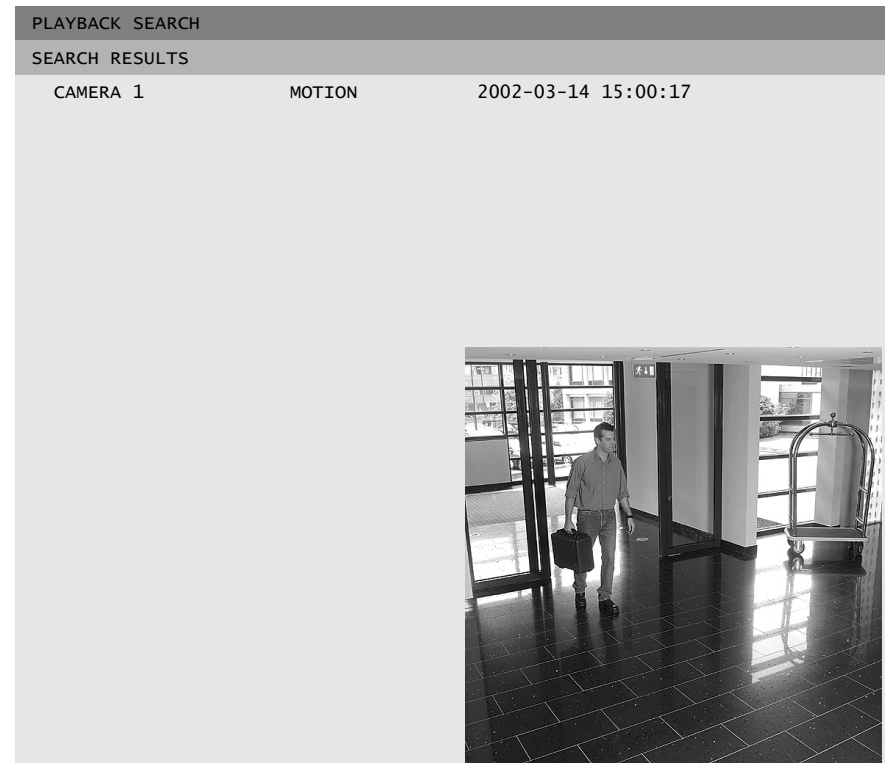 PLAYBACK SEARCH
SEARCH RESULTS
CAMERA 1 MOTION 2002-03-14 15:00:17